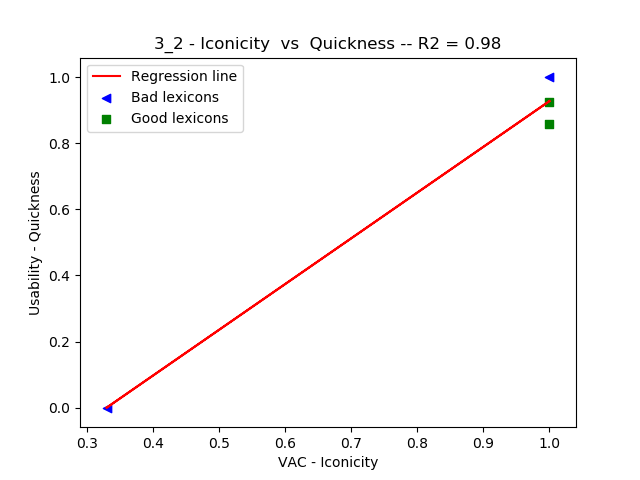 3_2 - Iconicity  vs  Quickness -- R2 = 0.98
Regression line
Bad lexicons
Good lexicons
1.0
0.8
0.6
0.4
0.2
0.0
Usability - Quickness
0.3 0.4 0.5 0.6 0.7 0.8 0.9 1.0
VAC - Iconicity